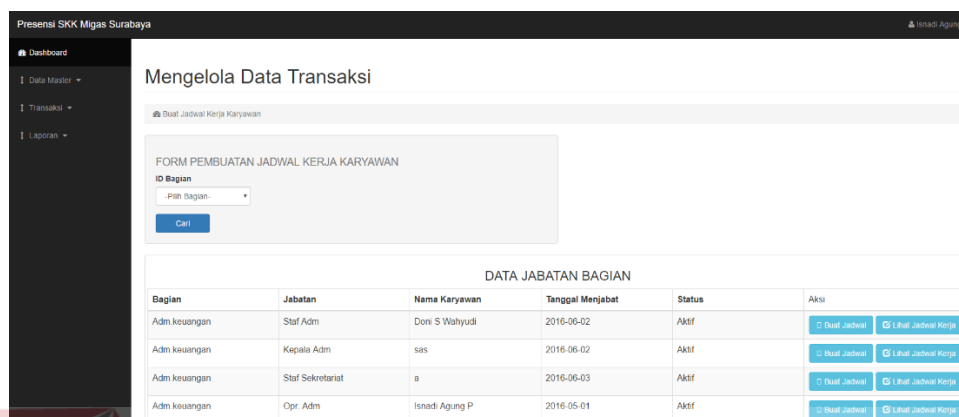 Presensi SKK Migas Surabaya
Isnadi Agung
Dashboard
Data Master
Transaksi
Laporan
Mengelola Data Transaksi
Buat Jadwal Kerja Karyawan
FORM PEMBUATAN JADWAL KERJA KARYAWAN
ID Bagian
-Pilih Bagian-
Cari
DATA JABATAN BAGIAN
Bagian Jabatan Nama Karyawan Tanggal Menjabat Status Aksi
Adm.keuangan Staf Adm Doni S Wahyudi 2016-06-02 Aktif Buat Jadwal Lihat Jadwal Kerja
Adm.keuangan Kepala Adm sas 2016-06-02 Aktif Buat Jadwal Lihat Jadwal Kerja
Adm.keuangan Staf Sekretariat a 2016-06-03 Aktif Buat Jadwal Lihat Jadwal Kerja
Adm.keuangan Opr. Adm Isnadi Agung P 2016-05-01 Aktif Buat Jadwal Lihat Jadwal Kerja